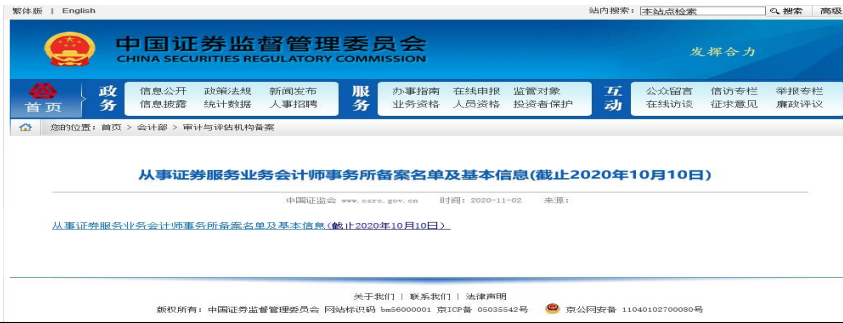 繁体版 | English 站内搜索： 本站点检索 搜索 高级
中国证券监督管理委员会
CHINA SECURITIES REGULATORY COMMISSION
发挥合力
首页 政务 信息公开 政策法规 新闻发布 服务 办事指南 在线申报 监管对象 互动 公众留言 信访专栏 举报专栏
信息披露 统计数据 人事招聘 业务资格 人员资格 投资者保护 在线访谈 征求意见 廉政评议
您的位置：首页 > 会计部 > 审计与评估机构备案
从事证券服务业务会计师事务所备案名单及基本信息(截止2020年10月10日)
中国证监会 www.csrc.gov.cn 时间：2020-11-02 来源：
从事证券服务业务会计师事务所备案名单及基本信息(截止2020年10月10日）
关于我们 | 联系我们 | 法律声明
版权所有：中国证券监督管理委员会 网站标识码 bm56000001 京ICP备 05035542号 京公网安备 11040102700080号